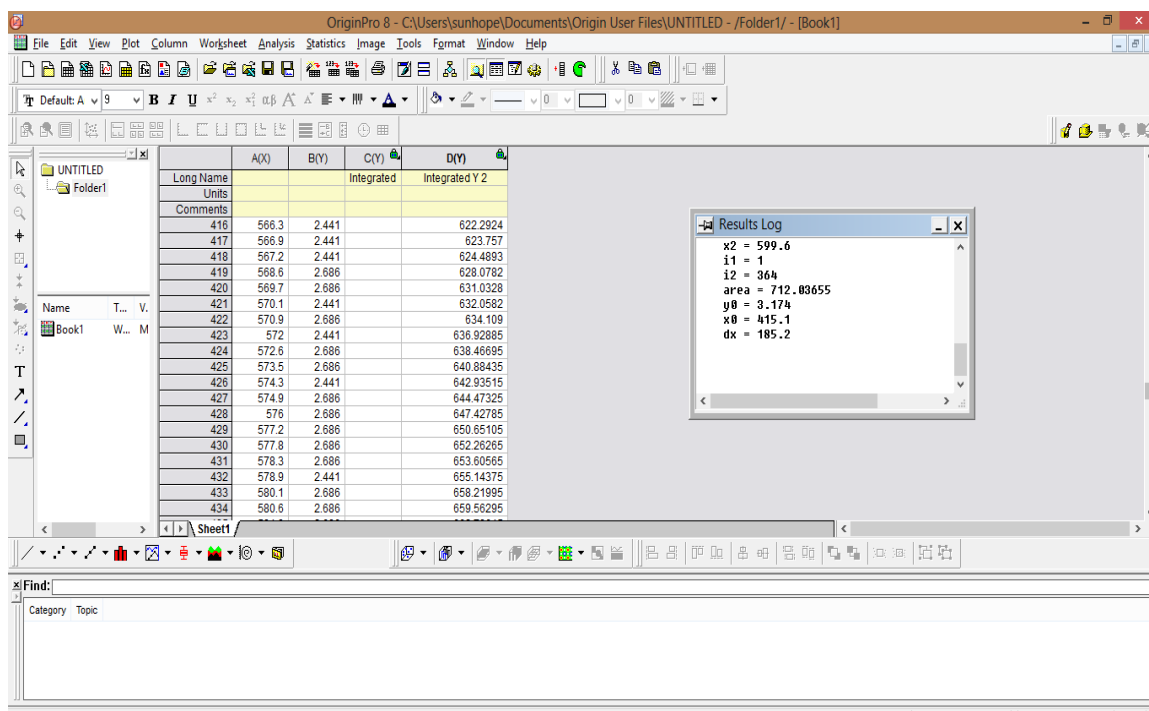 OriginPro 8 - C:\Users\sunhope\Documents\Origin User Files\UNTITLED - /Folder1/ - [Book1]
File Edit View Plot Column Worksheet Analysis Statistics Image Tools Format Window Help
Default: A 9 B I U x² x₂ αβ A A 0 0
UNTITLED
Folder1
Name T... V.
Book1 W... M
A(X) B(Y) C(Y) D(Y)
Long Name Integrated Integrated Y 2
Units
Comments
416 566.3 2.441 622.2924
417 566.9 2.441 623.757
418 567.2 2.441 624.4893
419 568.6 2.686 628.0782
420 569.7 2.686 631.0328
421 570.1 2.441 632.0582
422 570.9 2.686 634.109
423 572 2.441 636.92885
424 572.6 2.686 638.46695
425 573.5 2.686 640.88435
426 574.3 2.441 642.93515
427 574.9 2.686 644.47325
428 576 2.686 647.42785
429 577.2 2.686 650.65105
430 577.8 2.686 652.26265
431 578.3 2.686 653.60565
432 578.9 2.441 655.14375
433 580.1 2.686 658.21995
434 580.6 2.686 659.56295
Sheet1
Results Log
x2 = 599.6
i1 = 1
i2 = 364
area = 712.03655
y0 = 3.174
x0 = 415.1
dx = 185.2
Find:
Category Topic